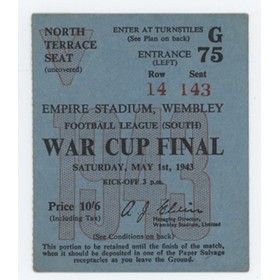 NORTH
TERRACE
SEAT
(uncovered)
ENTER AT TURNSTILES
(See Plan on back)
G
ENTRANCE
(LEFT)
75
Row Seat
14 143
EMPIRE STADIUM, WEMBLEY
FOOTBALL LEAGUE (SOUTH)
WAR CUP FINAL
SATURDAY, MAY 1st, 1943
KICK-OFF 3 p.m.
1943
Price 10/6
(Including Tax)
Managing Director,
Wembley Stadium, Limited
(See Conditions on back)
This portion to be retained until the finish of the match,
when it should be deposited in one of the Paper Salvage
receptacles as you leave the Ground.